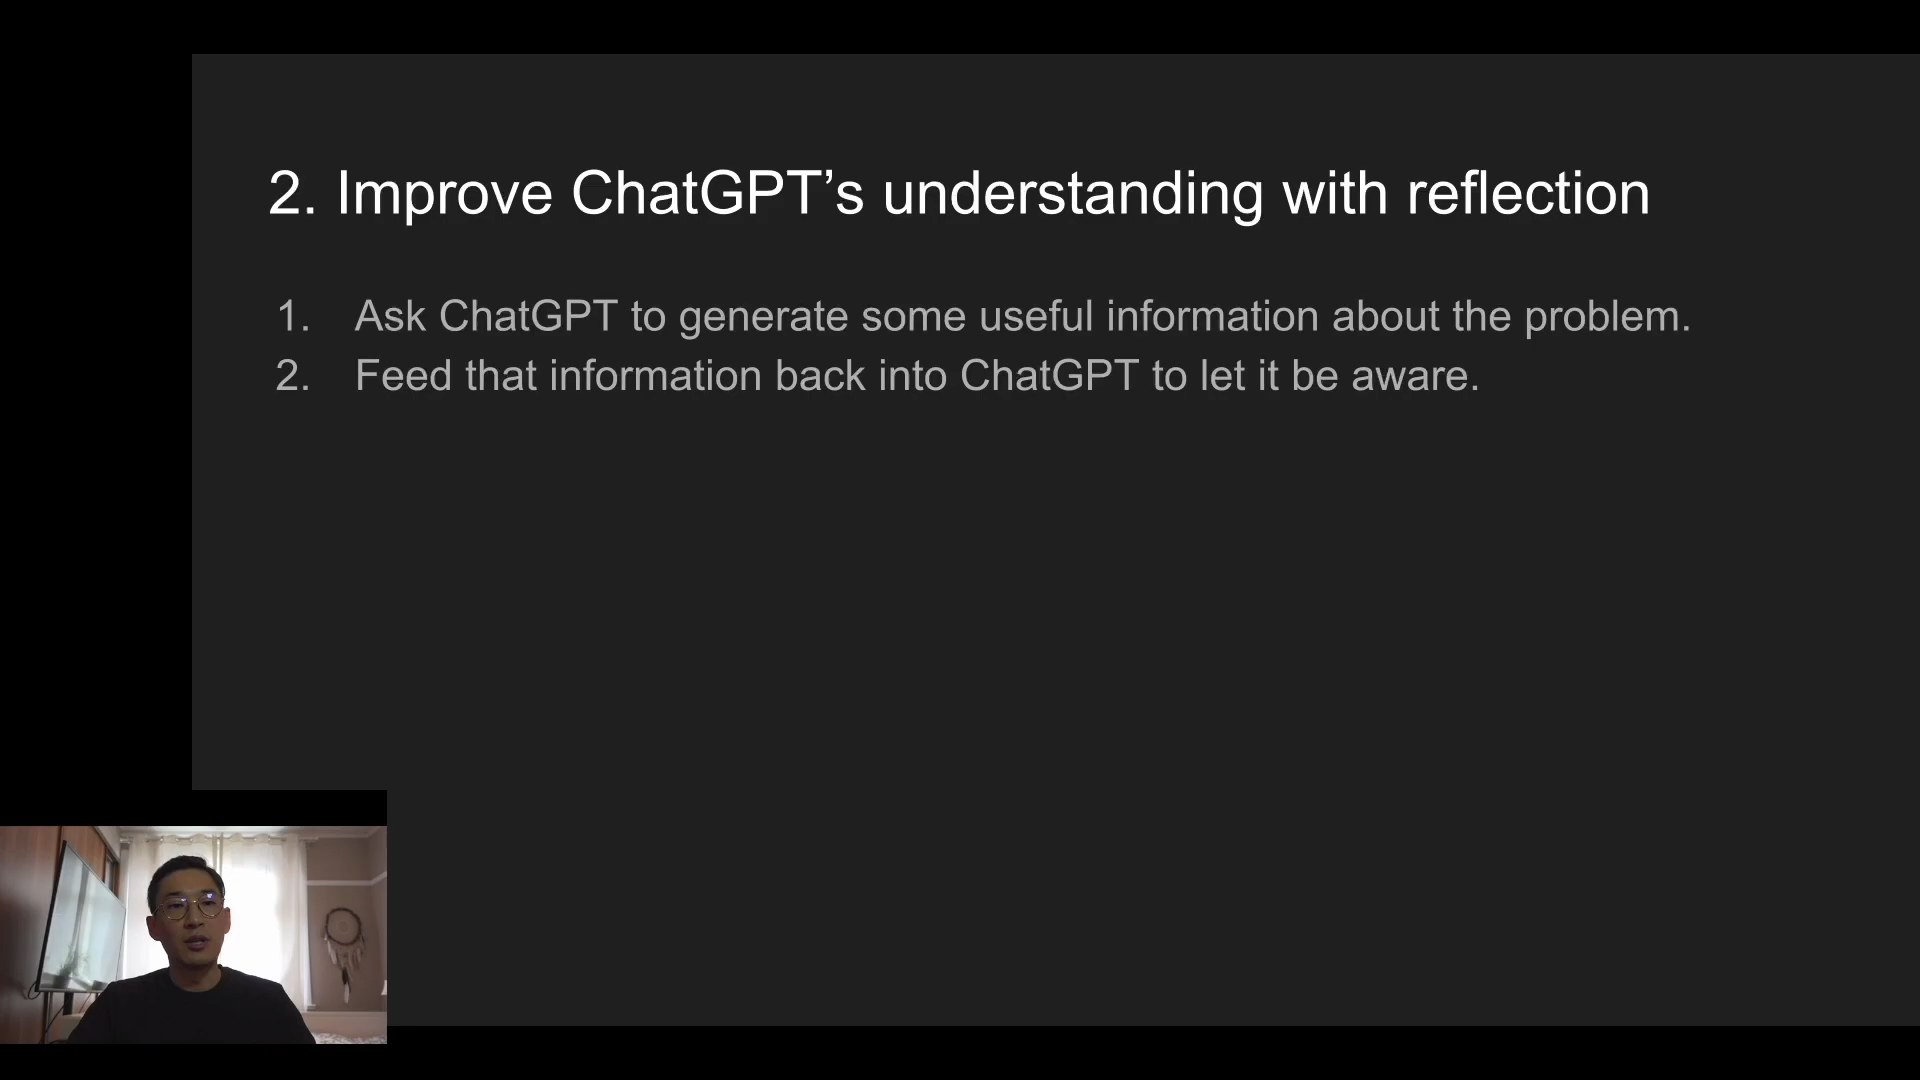 2. Improve ChatGPT’s understanding with reflection
1. Ask ChatGPT to generate some useful information about the problem.
2. Feed that information back into ChatGPT to let it be aware.